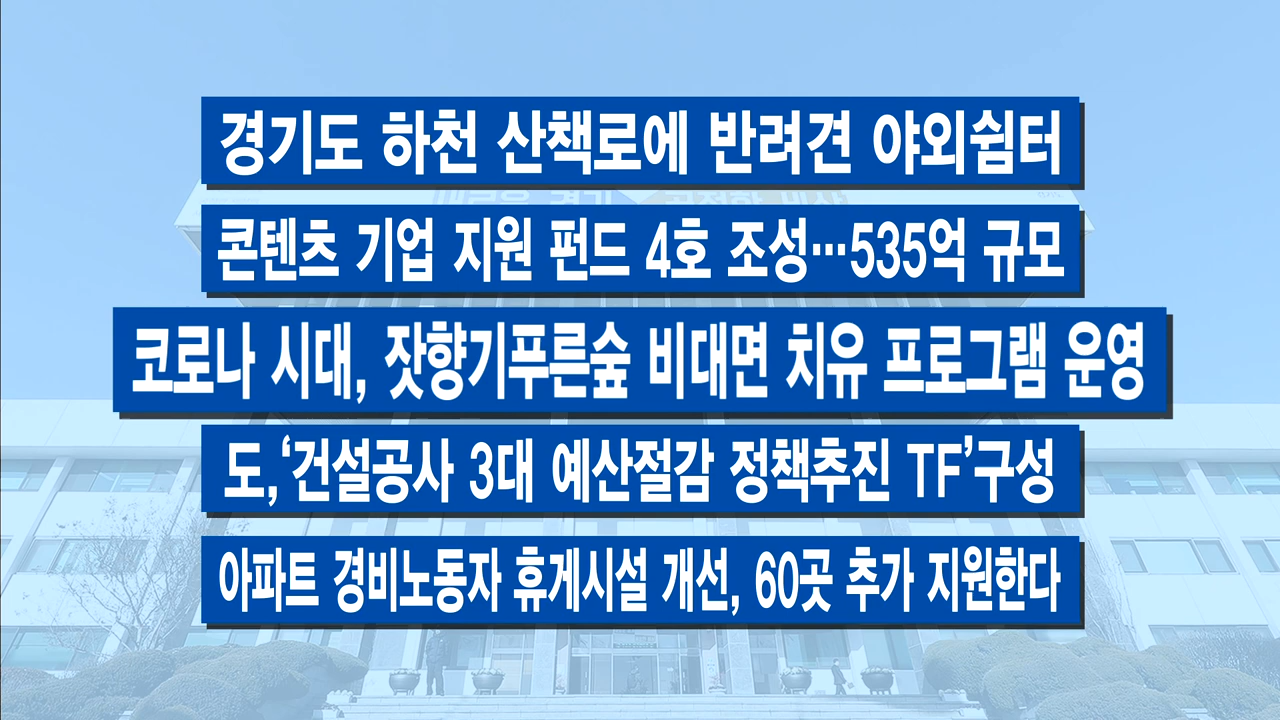 경기도 하천 산책로에 반려견 야외쉼터
콘텐츠 기업 지원 펀드 4호 조성…535억 규모
코로나 시대, 잣향기푸른숲 비대면 치유 프로그램 운영
도,‘건설공사 3대 예산절감 정책추진 TF’구성
아파트 경비노동자 휴게시설 개선, 60곳 추가 지원한다